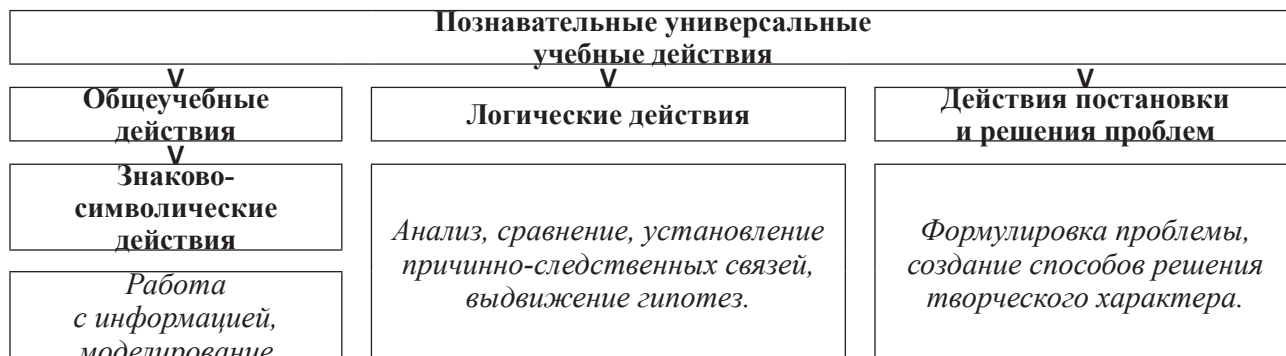 Познавательные универсальные
учебные действия
Общеучебные
действия
Логические действия
Действия постановки
и решения проблем
Знаково-
символические
действия
Анализ, сравнение, установление
причинно-следственных связей,
выдвижение гипотез.
Формулировка проблемы,
создание способов решения
творческого характера.
Работа
с информацией,
моделирование